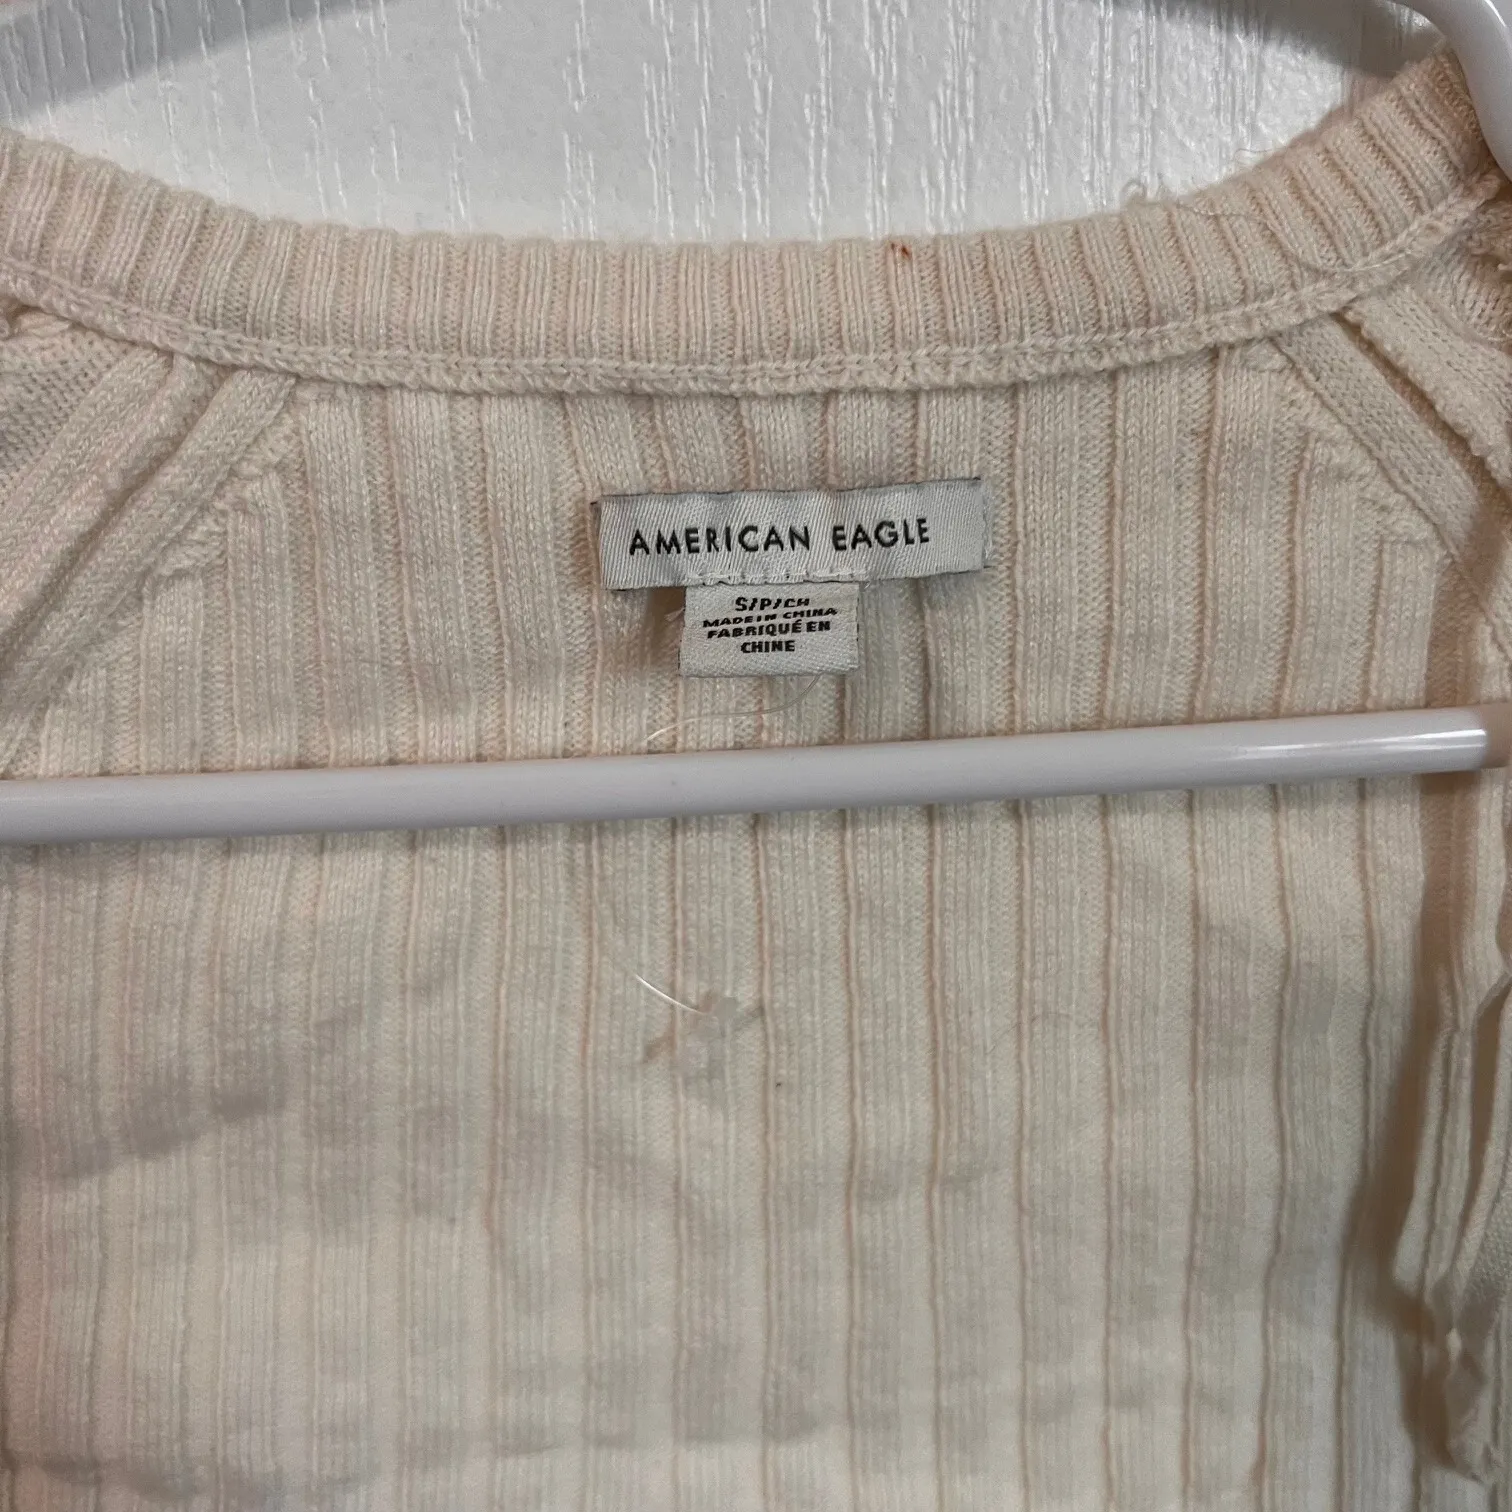 AMERICAN EAGLE
S/P/CH
MADE IN CHINA
FABRIQUÉ EN
CHINE